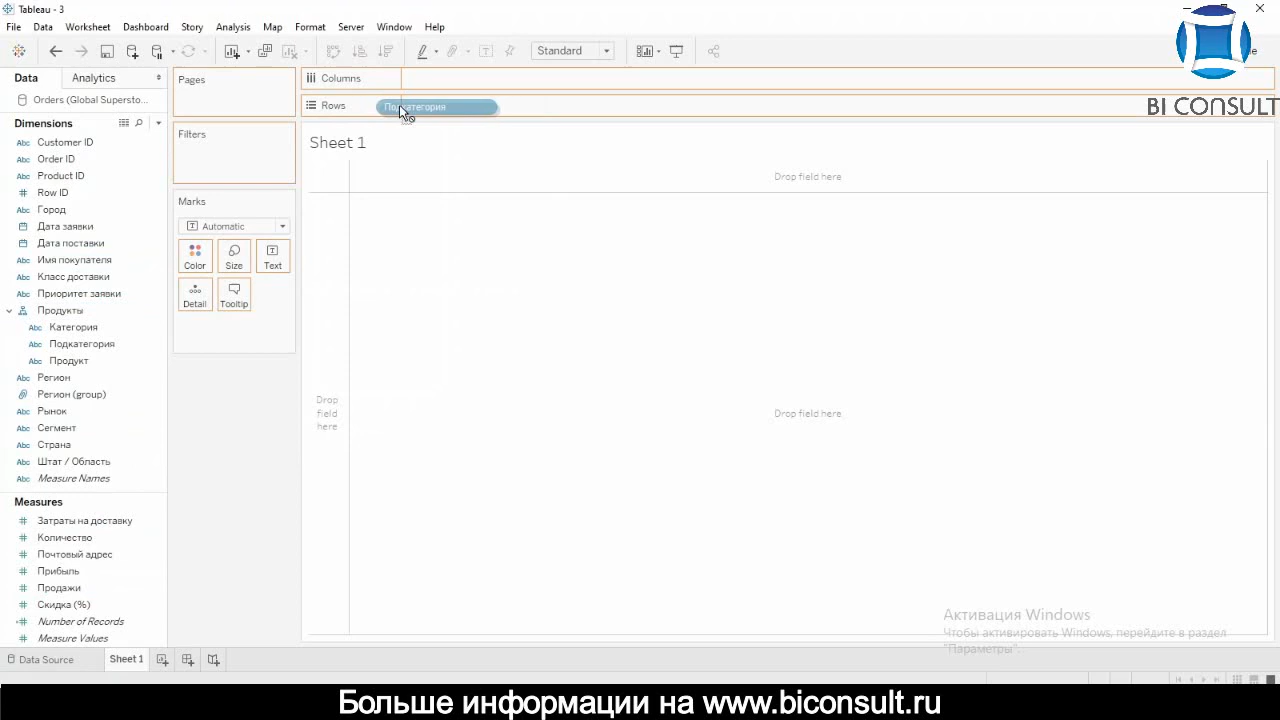 Tableau - 3
File Data Worksheet Dashboard Story Analysis Map Format Server Window Help
Standard
BI CONSULT
Data Analytics
Pages
Columns
Orders (Global Supersto...
Rows
Подкатегория
Dimensions
Filters
Sheet 1
Customer ID
Order ID
Product ID
Row ID
Город
Дата заявки
Дата поставки
Имя покупателя
Класс доставки
Приоритет заявки
Продукты
Категория
Подкатегория
Продукт
Регион
Регион (group)
Рынок
Сегмент
Страна
Штат / Область
Measure Names
Marks
Automatic
Color Size Text
Detail Tooltip
Drop field here
Drop
field
here
Drop field here
Measures
Затраты на доставку
Количество
Почтовый адрес
Прибыль
Продажи
Скидка (%)
Number of Records
Measure Values
Активация Windows
Чтобы активировать Windows, перейдите в раздел
"Параметры"...
Data Source Sheet 1
Больше информации на www.biconsult.ru